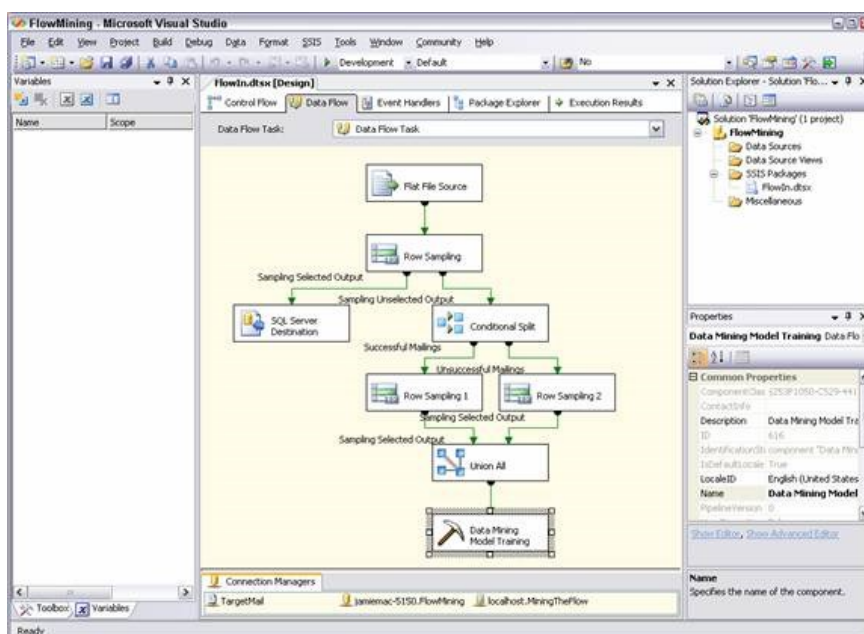 FlowMining - Microsoft Visual Studio
File Edit View Project Build Debug Data Format SSIS Tools Window Community Help
Development Default No
Variables
Name Scope
Toolbox Variables
FlowIn.dtsx [Design]
Control Flow Data Flow Event Handlers Package Explorer Execution Results
Data Flow Task: Data Flow Task
Flat File Source
Row Sampling
Sampling Selected Output
Sampling Unselected Output
SQL Server
Destination
Conditional Split
Successful Mailings
Unsuccessful Mailings
Row Sampling 1
Row Sampling 2
Sampling Selected Output
Sampling Selected Output
Union All
Data Mining
Model Training
Connection Managers
TargetMail jamiemac-5150.FlowMining localhost.MiningTheFlow
Solution Explorer - Solution 'Flo...
Solution 'FlowMining' (1 project)
FlowMining
Data Sources
Data Source Views
SSIS Packages
FlowIn.dtsx
Miscellaneous
Properties
Data Mining Model Training Data Flo
Common Properties
ComponentClas
ContactInfo
Description Data Mining Model Tra
ID 616
IdentificationSt component "Data Mini
IsDefaultLocale True
LocaleID English (United States
Name Data Mining Model
PipelineVersion 0
Show Editor, Show Advanced Editor
Name
Specifies the name of the component.
Ready